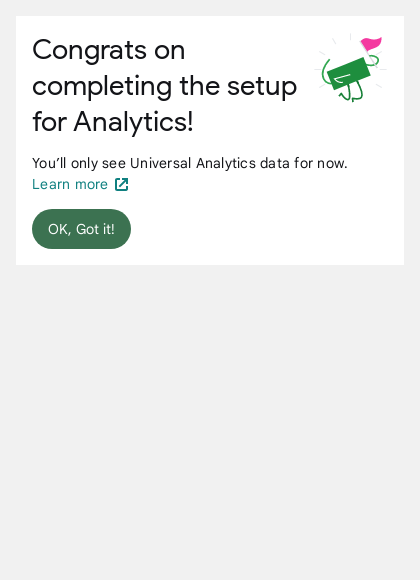 Congrats on
completing the setup
for Analytics!
You’ll only see Universal Analytics data for now.
Learn more
OK, Got it!